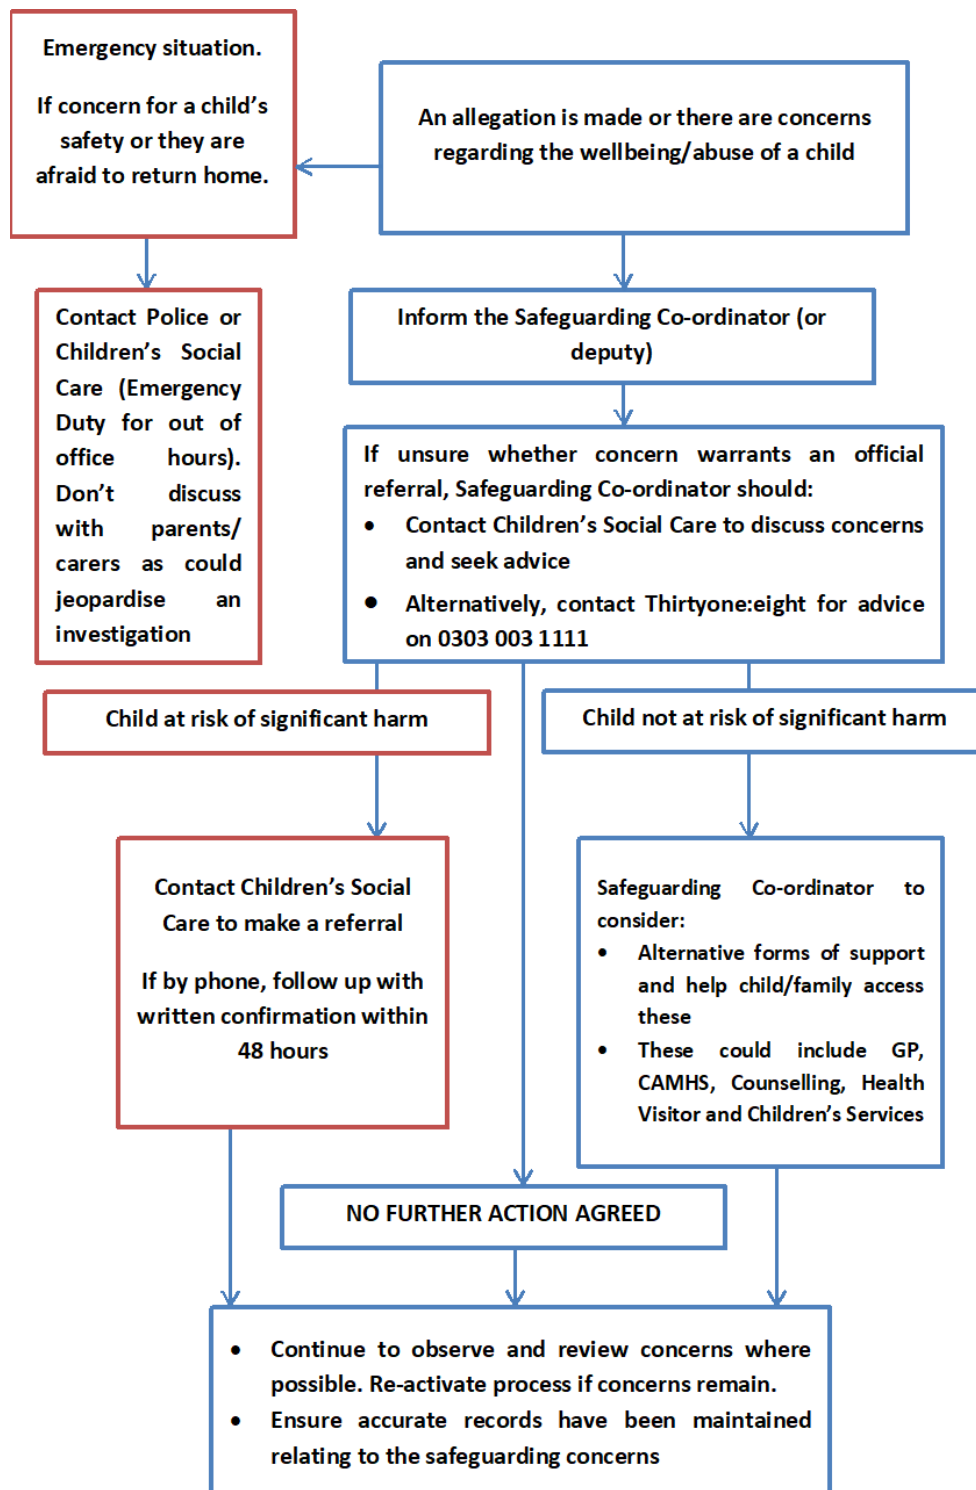 Emergency situation.
If concern for a child's
safety or they are
afraid to return home.
An allegation is made or there are concerns
regarding the wellbeing/abuse of a child
Contact Police or
Children's Social
Care (Emergency
Duty for out of
office hours).
Don't discuss
with parents/
carers as could
jeopardise an
investigation
Inform the Safeguarding Co-ordinator (or
deputy)
If unsure whether concern warrants an official
referral, Safeguarding Co-ordinator should:
• Contact Children's Social Care to discuss concerns
and seek advice
• Alternatively, contact Thirtyone:eight for advice
on 0303 003 1111
Child at risk of significant harm
Child not at risk of significant harm
Contact Children's Social
Care to make a referral
If by phone, follow up with
written confirmation within
48 hours
Safeguarding Co-ordinator to
consider:
• Alternative forms of support
and help child/family access
these
• These could include GP,
CAMHS, Counselling, Health
Visitor and Children's Services
NO FURTHER ACTION AGREED
• Continue to observe and review concerns where
possible. Re-activate process if concerns remain.
• Ensure accurate records have been maintained
relating to the safeguarding concerns